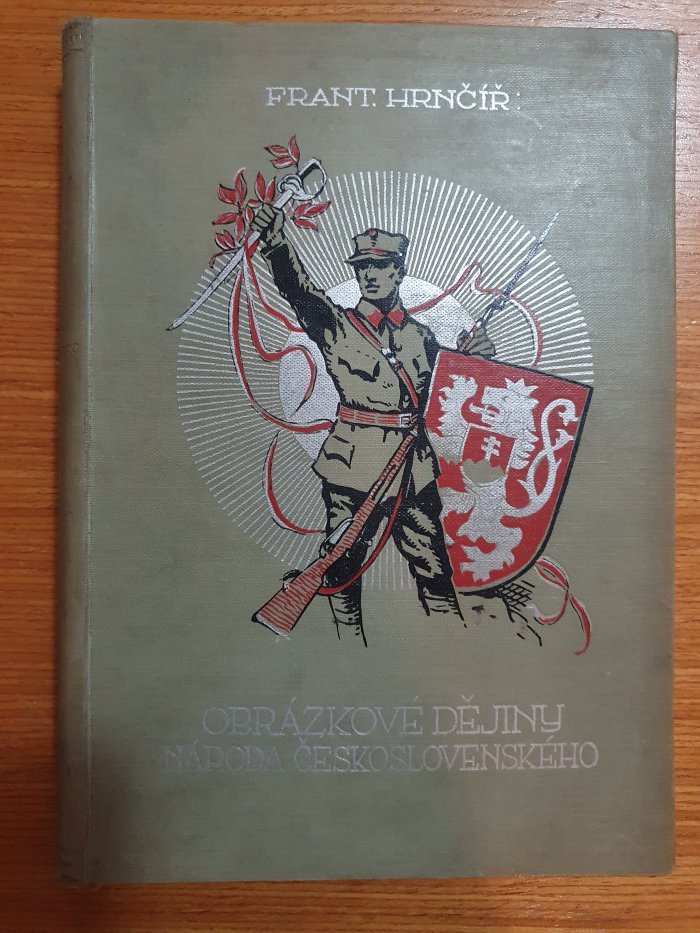 FRANT. HRNČÍŘ
OBRÁZKOVÉ DĚJINY
NÁRODA ČESKOSLOVENSKÉHO